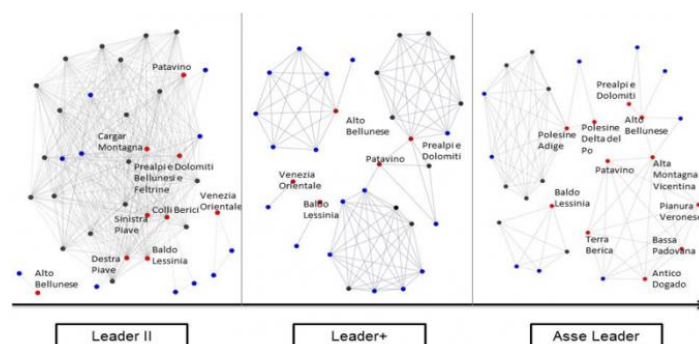 Patavino
Cargar
Montagna
Prealpi e Dolomiti
Bellunesi e
Feltrine
Venezia
Orientale
Sinistra
Piave
Colli Berici
Destra
Piave
Baldo
Lessinia
Alto
Bellunese
Alto
Bellunese
Prealpi e
Dolomiti
Patavino
Venezia
Orientale
Baldo
Lessinia
Prealpi e
Dolomiti
Polesine
Adige
Polesine
Delta del
Po
Alto
Bellunese
Patavino
Alta
Montagna
Vicentina
Baldo
Lessinia
Pianura
Veronese
Terra
Berica
Bassa
Padovana
Antico
Dogado
Leader II
Leader+
Asse Leader